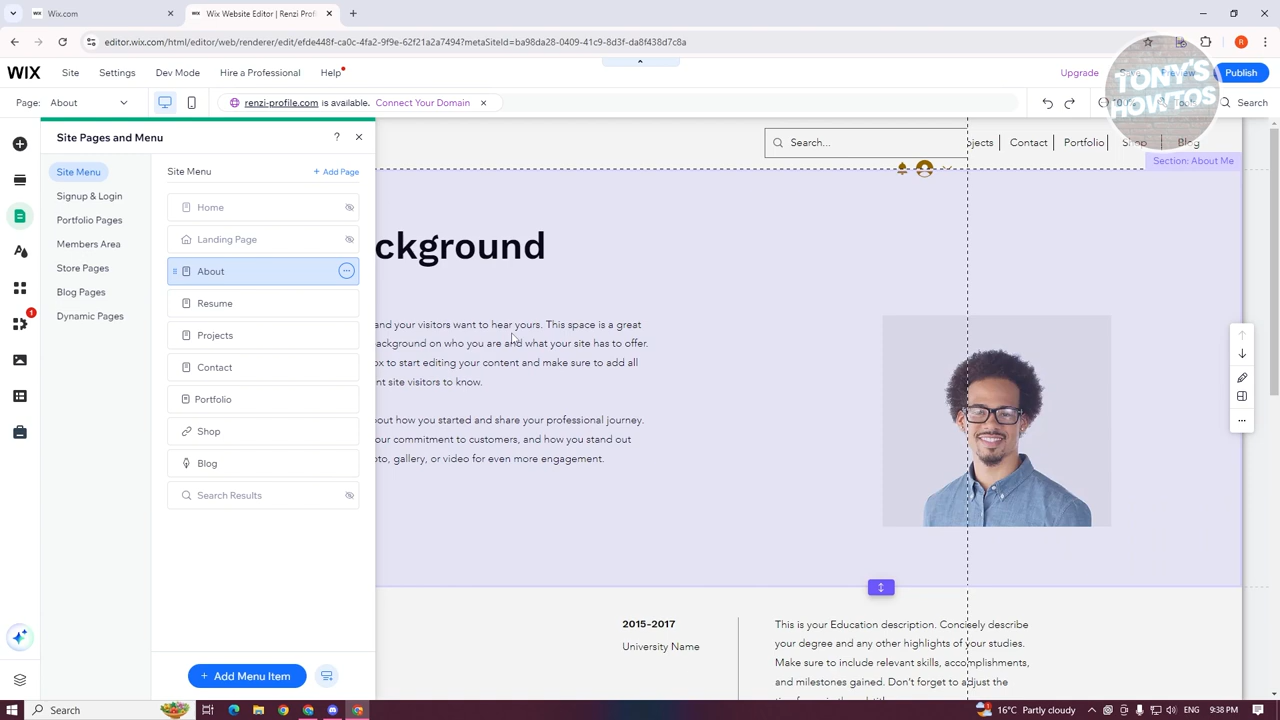 Wix.com
Wix Website Editor | Renzi Profi
editor.wix.com/html/editor/web/renderer/edit/efde448f-ca0c-4fa2-9f9e-62f21a2a7494?metaSiteId=ba98da28-0409-41c9-8d3f-da8f438d7c8a
WIX
Site
Settings
Dev Mode
Hire a Professional
Help
Upgrade
Save
Preview
Publish
TONY'S
HOWTOS
Page: About
renzi-profile.com is available. Connect Your Domain
100%
Tools
Search
Site Pages and Menu
?
Site Menu
Signup & Login
Portfolio Pages
Members Area
Store Pages
Blog Pages
Dynamic Pages
Site Menu
+ Add Page
Home
Landing Page
About
Resume
Projects
Contact
Portfolio
Shop
Blog
Search Results
+ Add Menu Item
1
Search...
ojects
Contact
Portfolio
Shop
Blog
Section: About Me
ckground
and your visitors want to hear yours. This space is a great
ackground on who you are and what your site has to offer.
ox to start editing your content and make sure to add all
nt site visitors to know.
bout how you started and share your professional journey.
our commitment to customers, and how you stand out
oto, gallery, or video for even more engagement.
2015-2017
University Name
This is your Education description. Concisely describe
your degree and any other highlights of your studies.
Make sure to include relevant skills, accomplishments,
and milestones gained. Don't forget to adjust the
Search
16°C Partly cloudy
ENG
9:38 PM